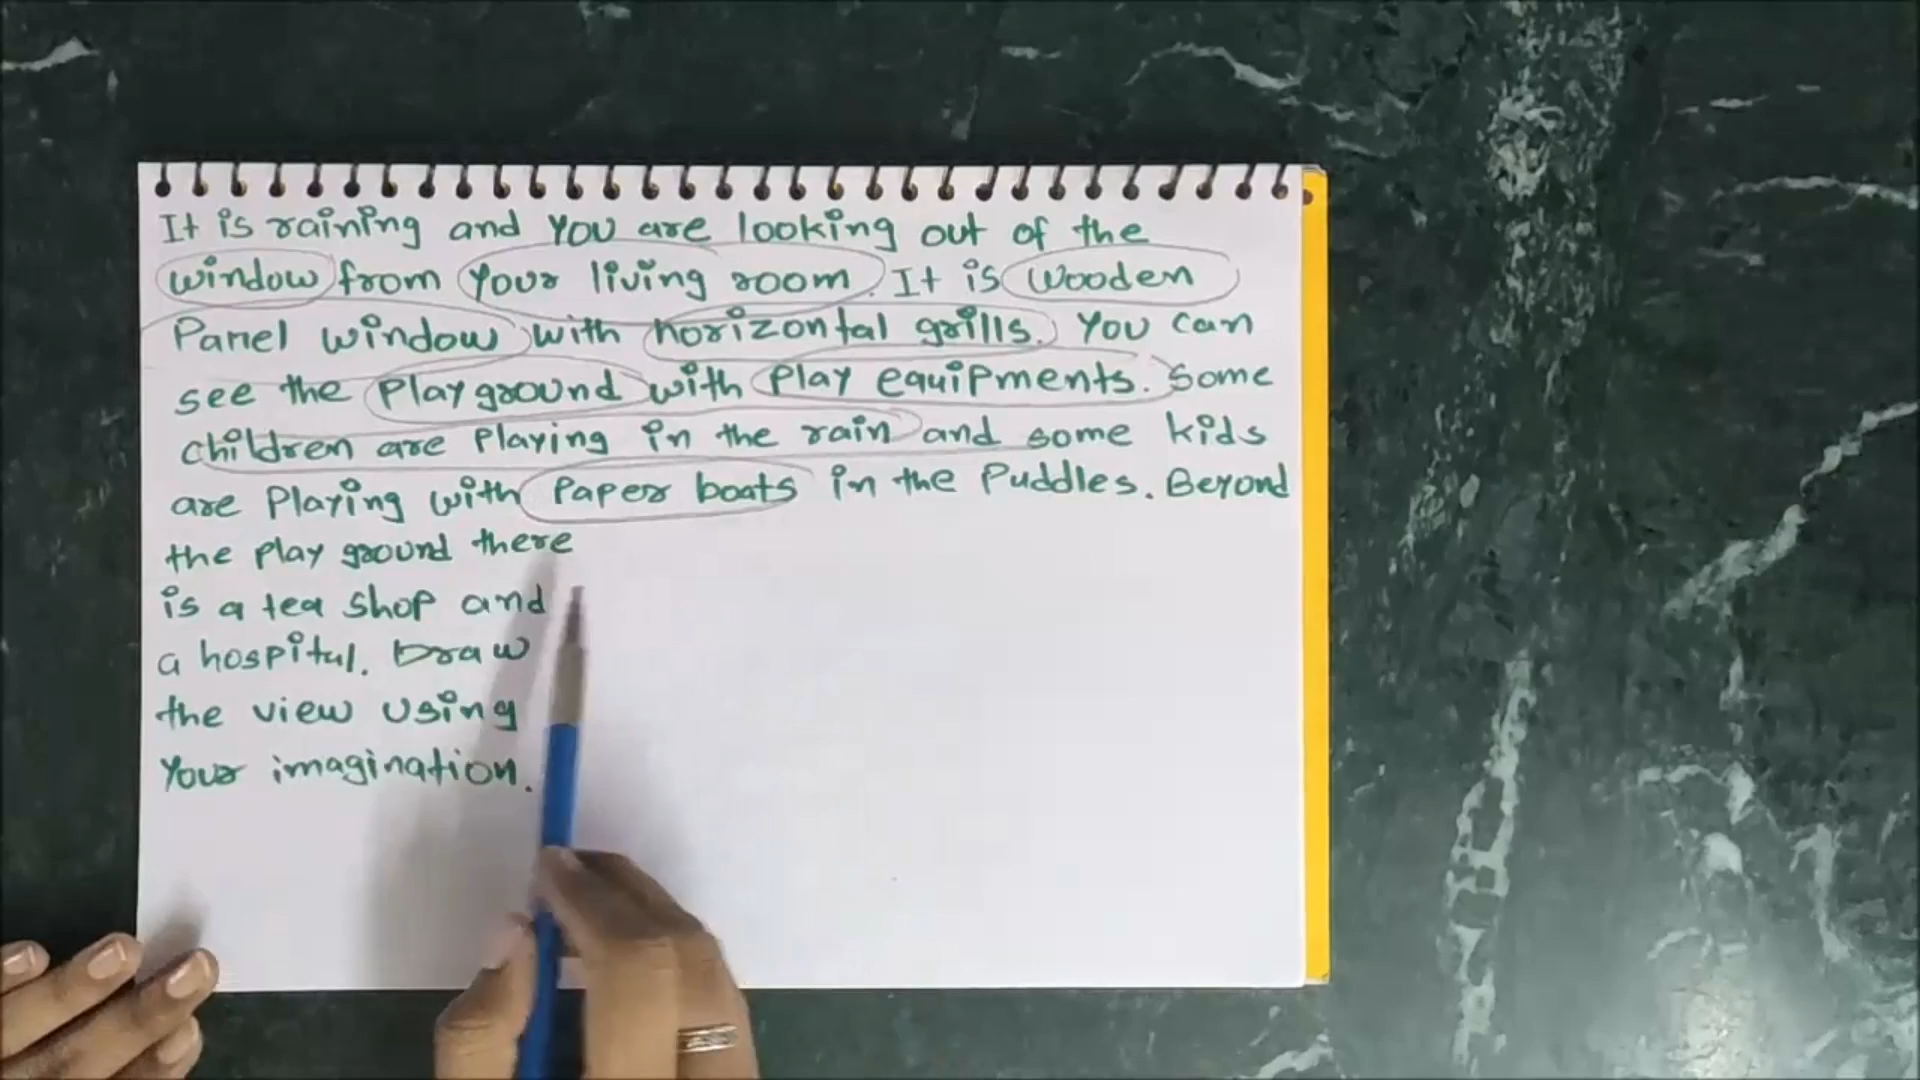 It is raining and you are looking out of the
window from your living room. It is wooden
Panel window with horizontal grills. You can
see the playground with play equipments. Some
children are playing in the rain and some kids
are playing with paper boats in the puddles. Beyond
the play ground there
is a tea shop and
a hospital. Draw
the view using
your imagination.